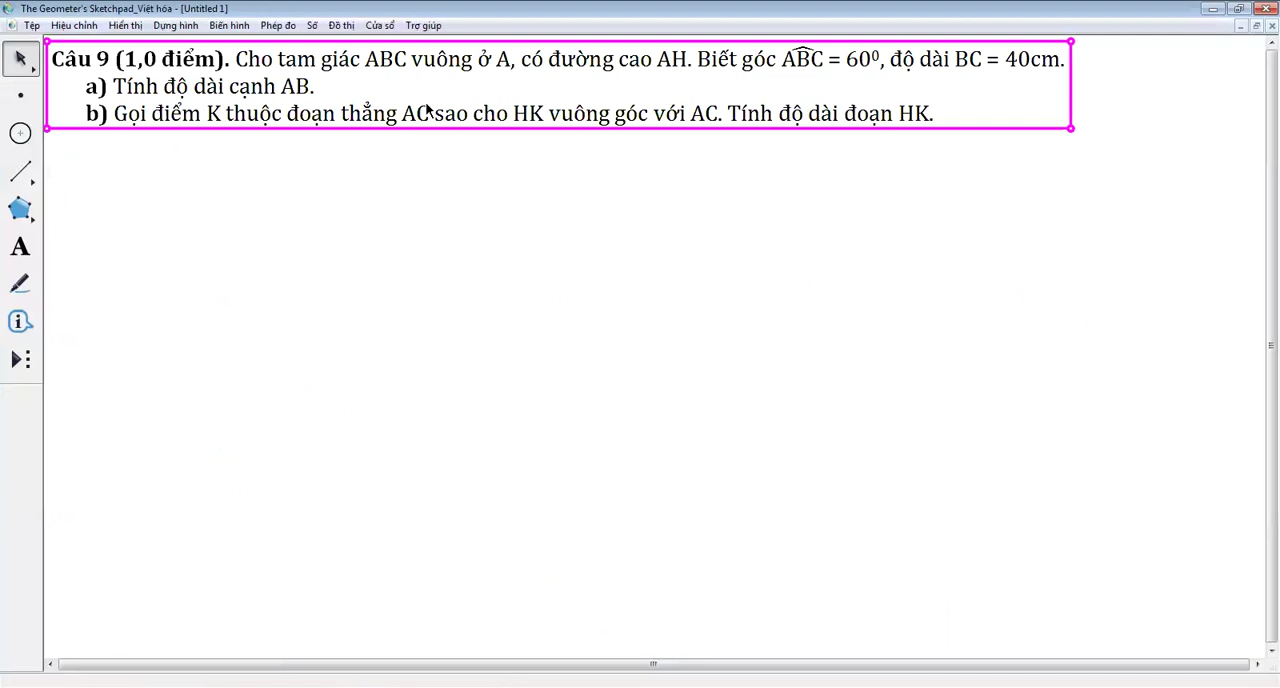 The Geometer's Sketchpad_Việt hóa - [Untitled 1]
Tệp Hiệu chỉnh Hiển thị Dựng hình Biến hình Phép đo Số Đồ thị Cửa sổ Trợ giúp
Câu 9 (1,0 điểm). Cho tam giác ABC vuông ở A, có đường cao AH. Biết góc \widehat{ABC} = 60⁰, độ dài BC = 40cm.
a) Tính độ dài cạnh AB.
b) Gọi điểm K thuộc đoạn thẳng AC sao cho HK vuông góc với AC. Tính độ dài đoạn HK.
A
i